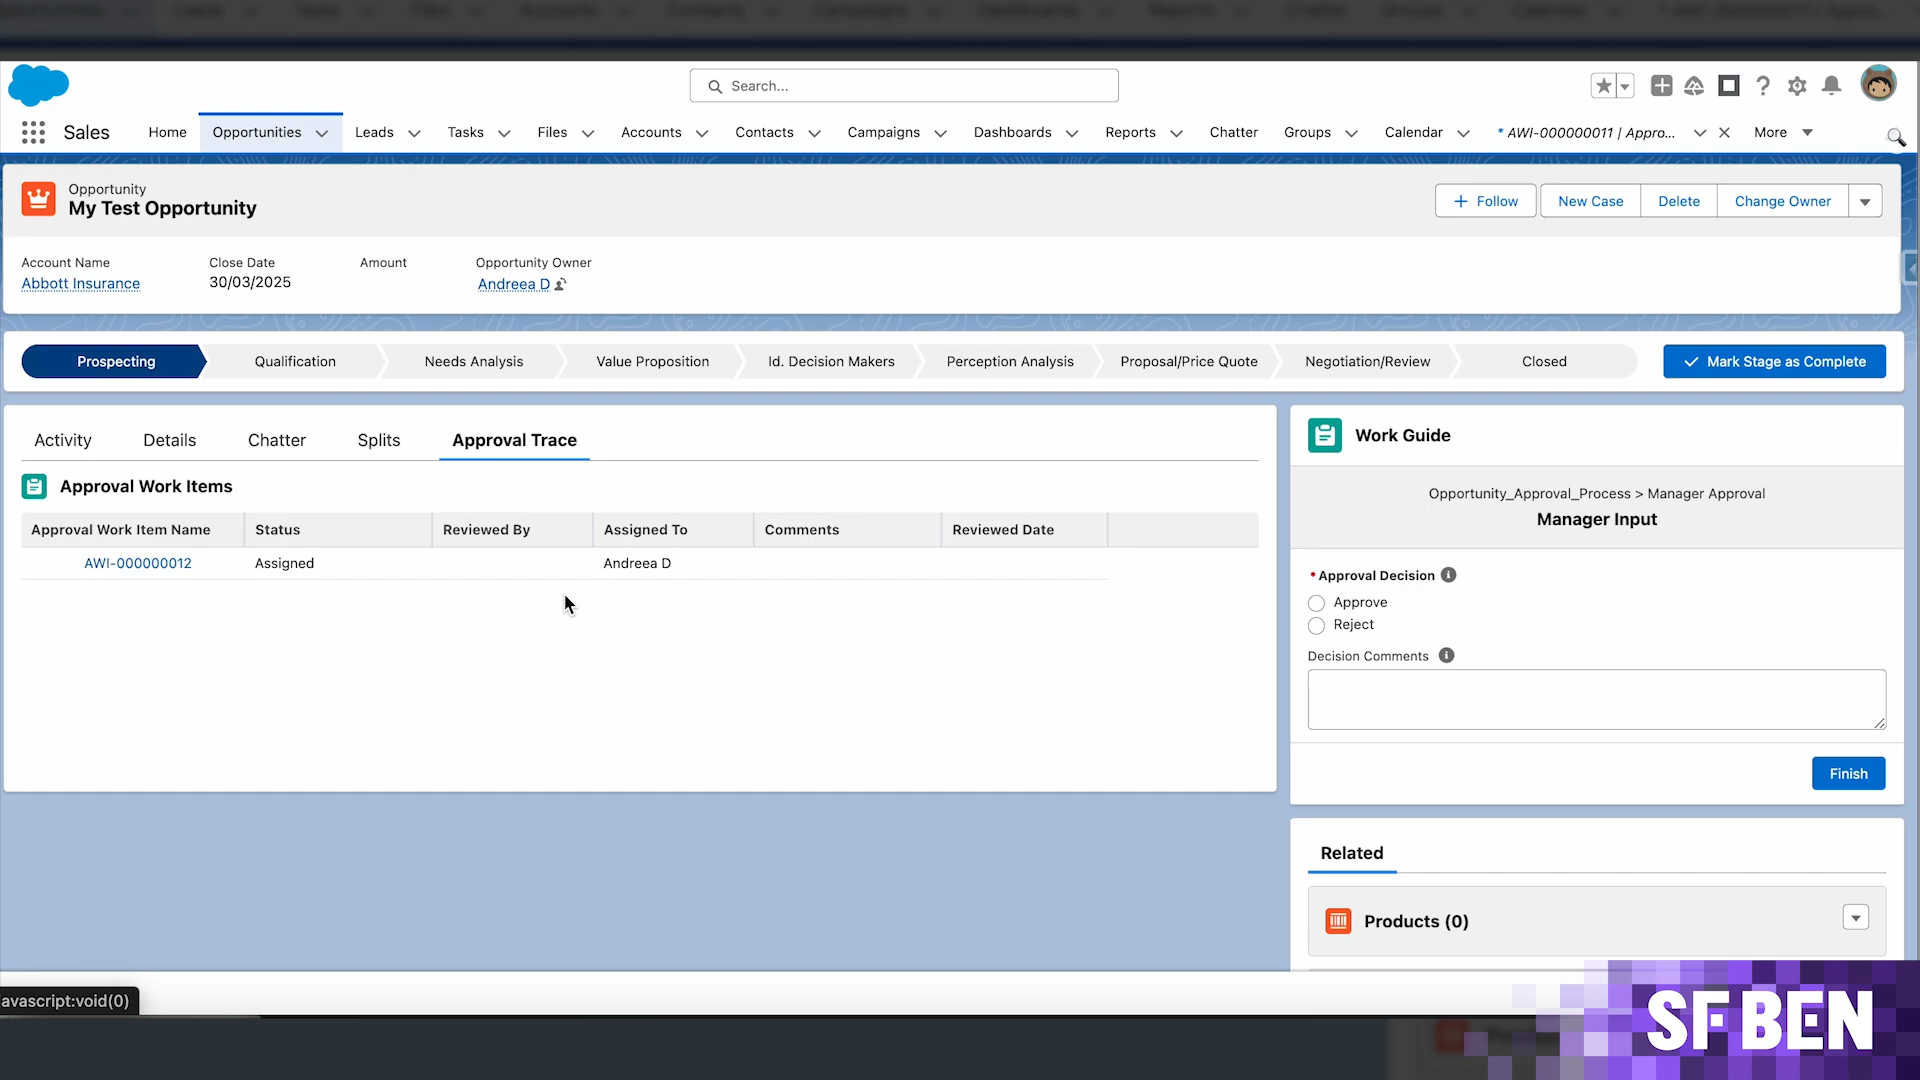 Search...
Sales
Home
Opportunities
Leads
Tasks
Files
Accounts
Contacts
Campaigns
Dashboards
Reports
Chatter
Groups
Calendar
* AWI-000000011 | Appro...
More
Opportunity
My Test Opportunity
Follow
New Case
Delete
Change Owner
Account Name
Close Date
Amount
Opportunity Owner
Abbott Insurance
30/03/2025
Andreea D
Prospecting
Qualification
Needs Analysis
Value Proposition
Id. Decision Makers
Perception Analysis
Proposal/Price Quote
Negotiation/Review
Closed
Mark Stage as Complete
Activity
Details
Chatter
Splits
Approval Trace
Approval Work Items
Approval Work Item Name
Status
Reviewed By
Assigned To
Comments
Reviewed Date
AWI-000000012
Assigned
Andreea D
Work Guide
Opportunity_Approval_Process > Manager Approval
Manager Input
* Approval Decision
Approve
Reject
Decision Comments
Finish
Related
Products (0)
avascript:void(0)
SF BEN